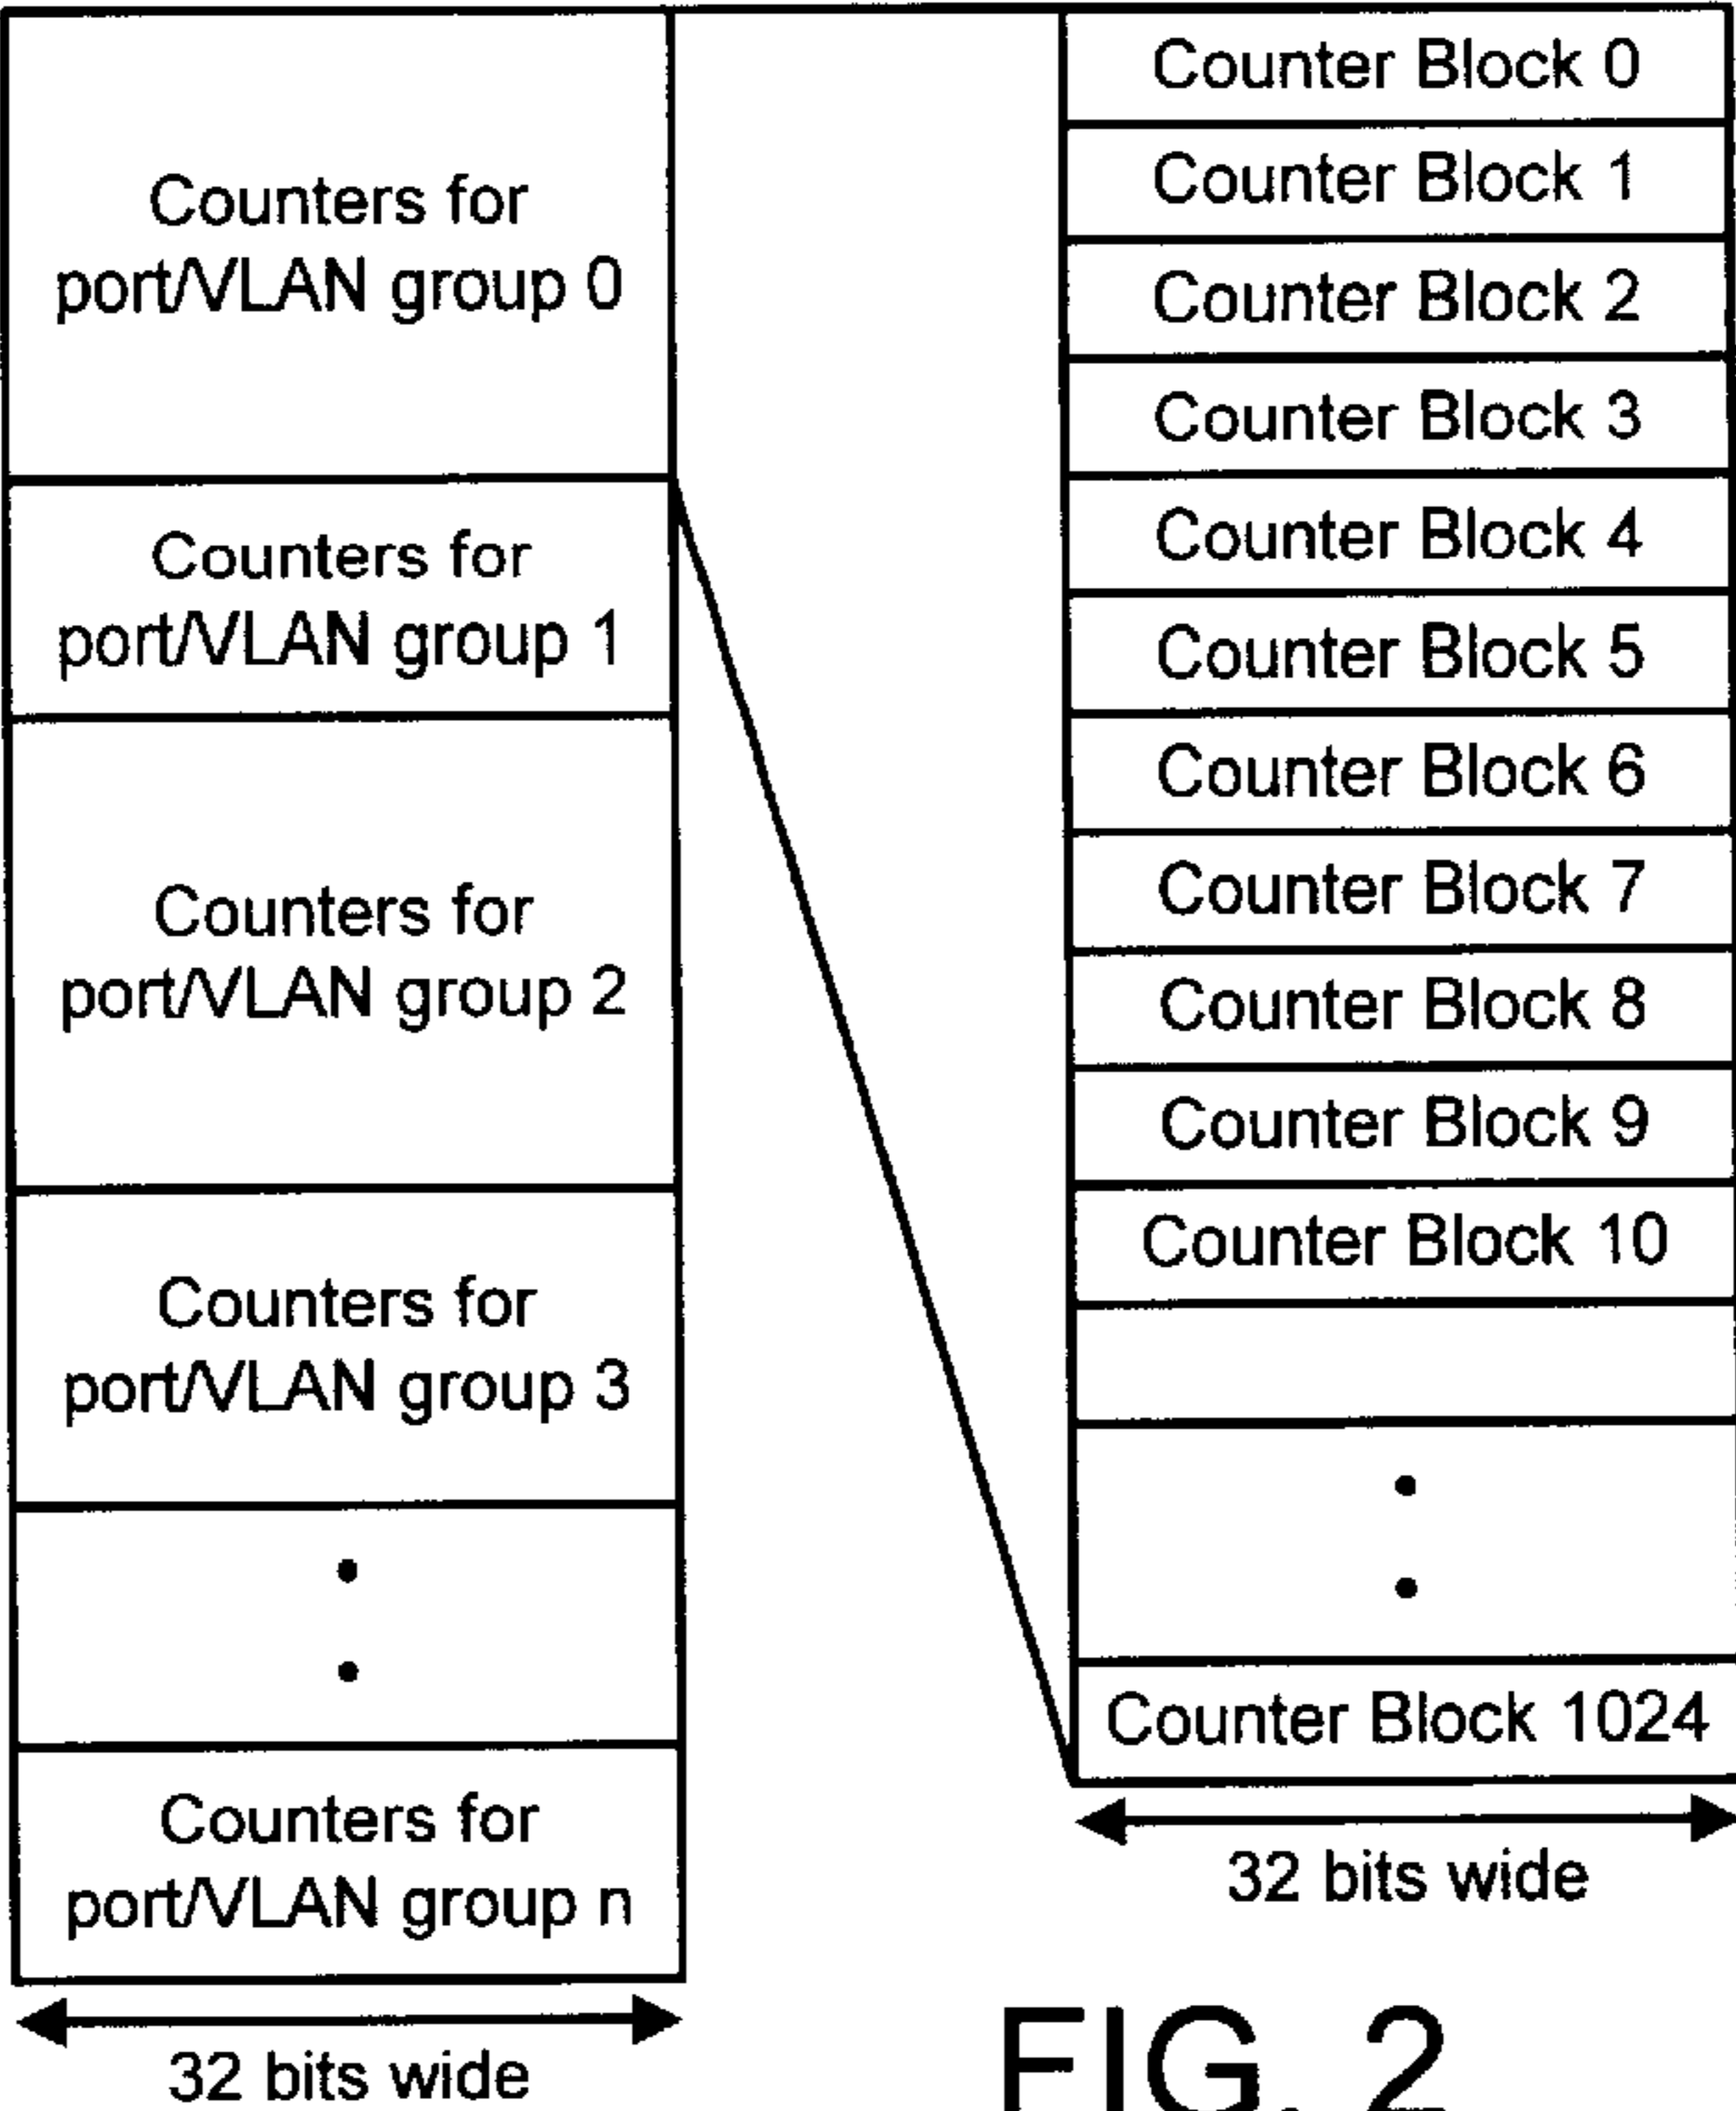 Counters for
port/VLAN group 0
Counters for
port/VLAN group 1
Counters for
port/VLAN group 2
Counters for
port/VLAN group 3
Counters for
port/VLAN group n
32 bits wide
Counter Block 0
Counter Block 1
Counter Block 2
Counter Block 3
Counter Block 4
Counter Block 5
Counter Block 6
Counter Block 7
Counter Block 8
Counter Block 9
Counter Block 10
Counter Block 1024
32 bits wide
FIG. 2